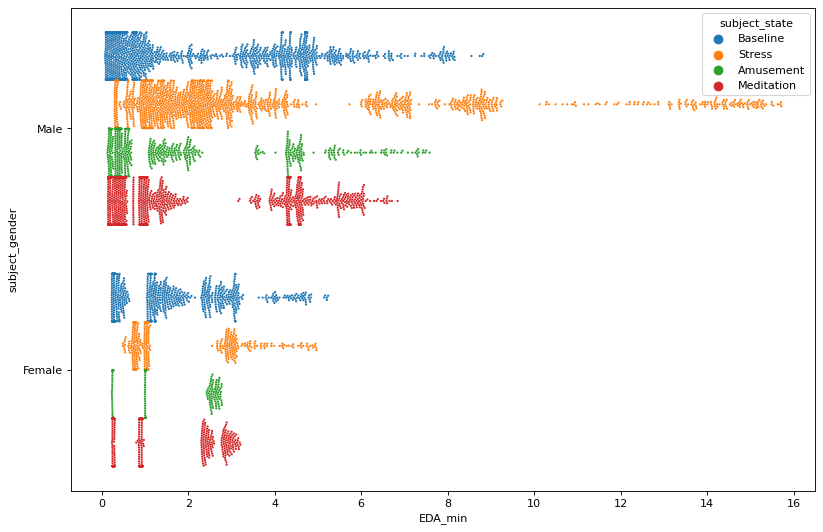 subject_state
Baseline
Stress
Amusement
Meditation
Male
Female
subject_gender
0 2 4 6 8 10 12 14 16
EDA_min